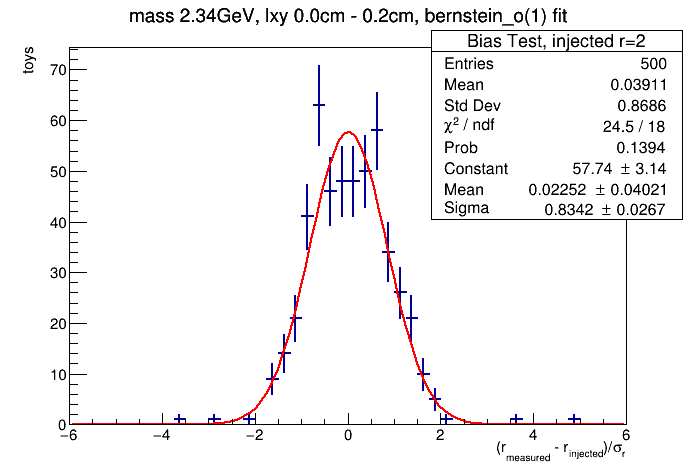 mass 2.34GeV, lxy 0.0cm - 0.2cm, bernstein_o(1) fit
Bias Test, injected r=2
Entries 500
Mean 0.03911
Std Dev 0.8686
χ² / ndf 24.5 / 18
Prob 0.1394
Constant 57.74 ± 3.14
Mean 0.02252 ± 0.04021
Sigma 0.8342 ± 0.0267
toys
70
60
50
40
30
20
10
0
−6 −4 −2 0 2 4 6
(r_measured - r_injected)/σ_r